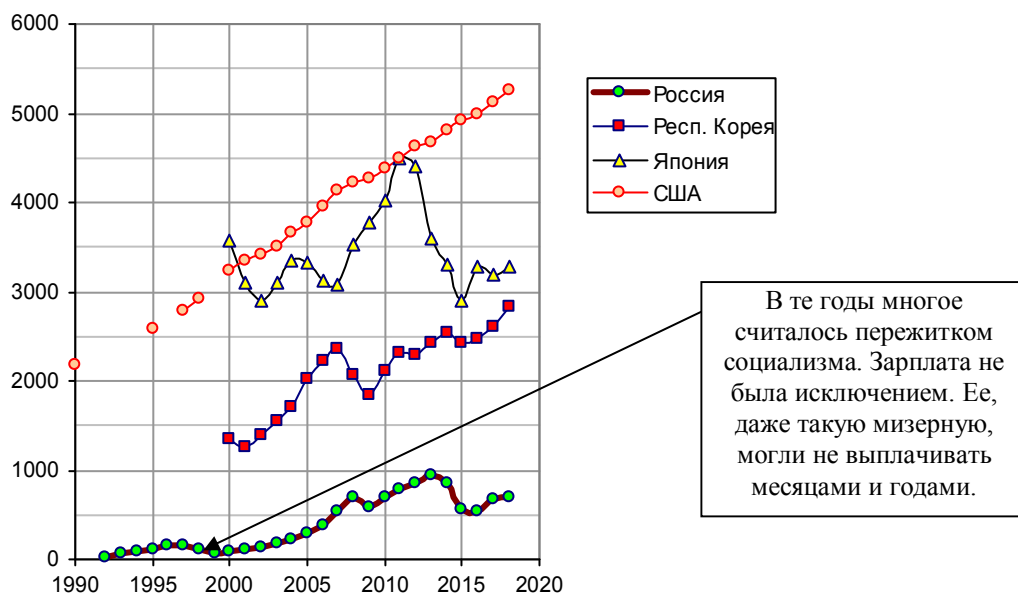 6000
5000
4000
3000
2000
1000
0
1990 1995 2000 2005 2010 2015 2020
Россия
Респ. Корея
Япония
США
В те годы многое
считалось пережитком
социализма. Зарплата не
была исключением. Ее,
даже такую мизерную,
могли не выплачивать
месяцами и годами.